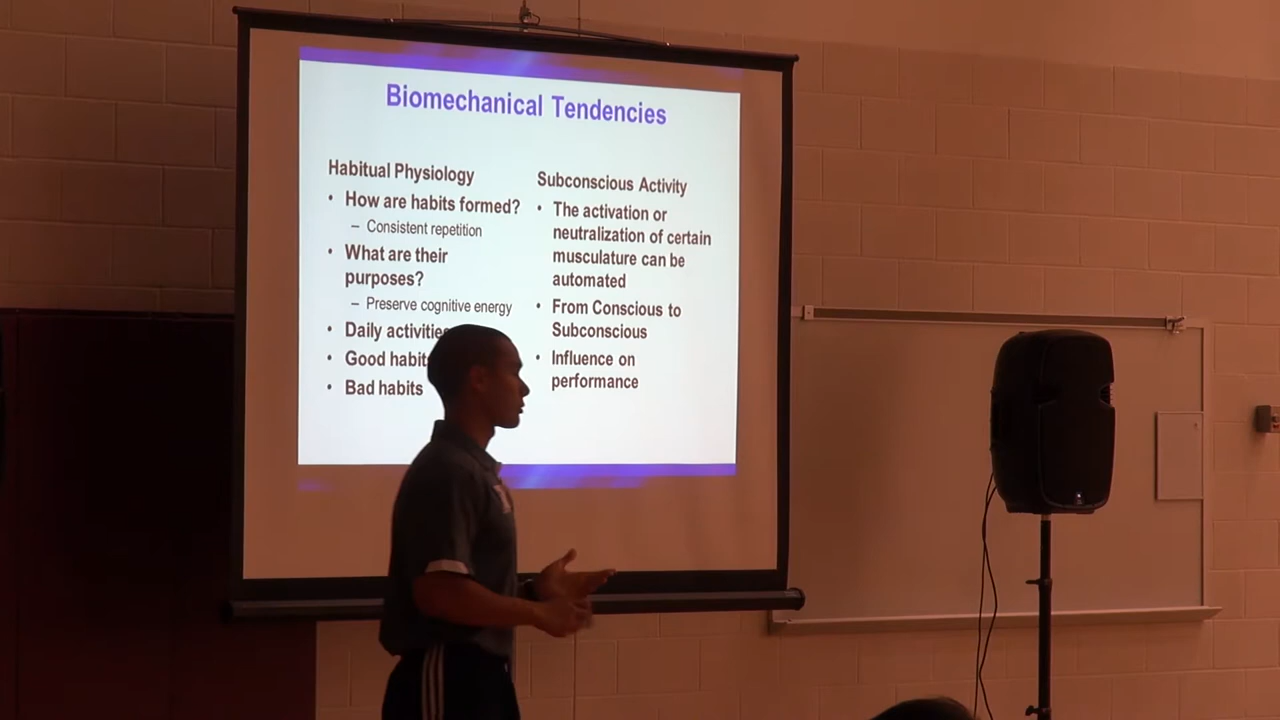 Biomechanical Tendencies
Habitual Physiology
• How are habits formed?
– Consistent repetition
• What are their
purposes?
– Preserve cognitive energy
• Daily activities
• Good habits
• Bad habits
Subconscious Activity
• The activation or
neutralization of certain
musculature can be
automated
• From Conscious to
Subconscious
• Influence on
performance